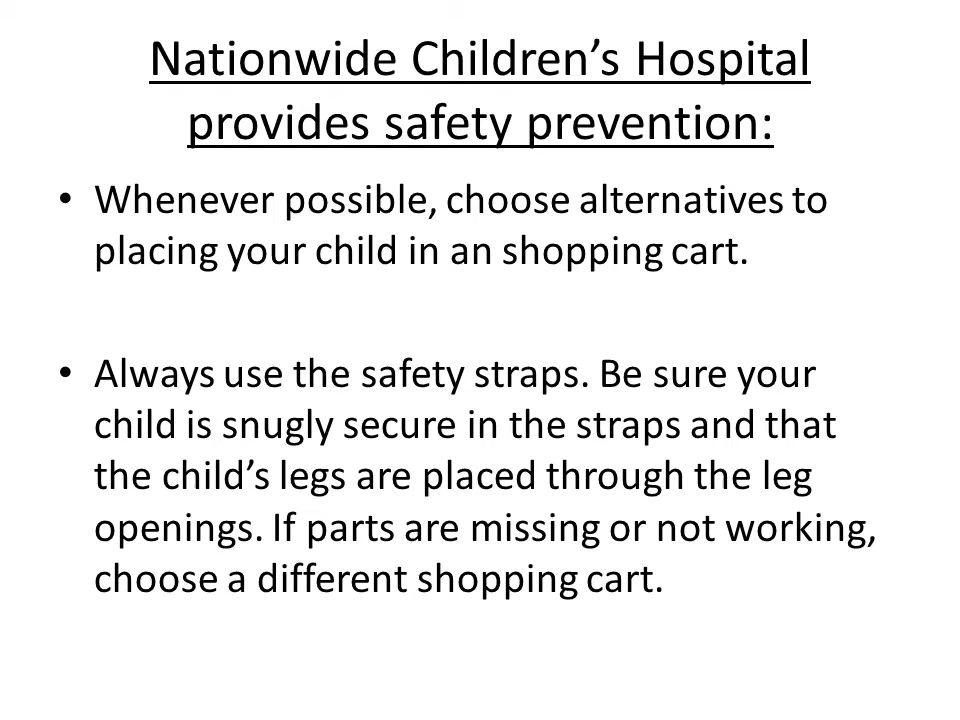 Nationwide Children’s Hospital
provides safety prevention:
• Whenever possible, choose alternatives to
placing your child in an shopping cart.
• Always use the safety straps. Be sure your
child is snugly secure in the straps and that
the child’s legs are placed through the leg
openings. If parts are missing or not working,
choose a different shopping cart.